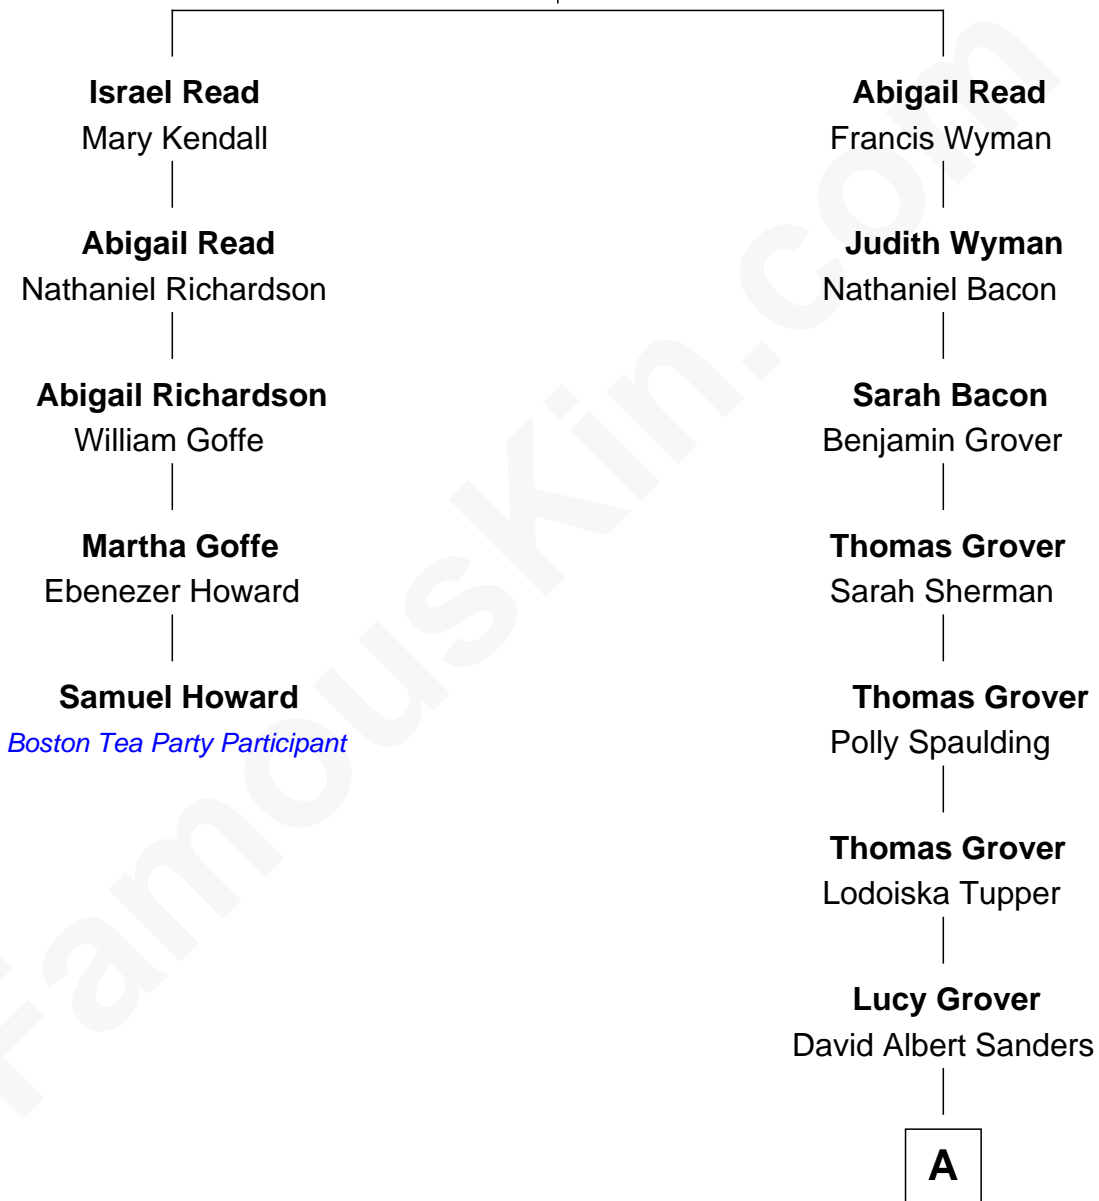 Israel Read
Mary Kendall
Abigail Read
Nathaniel Richardson
Abigail Richardson
William Goffe
Martha Goffe
Ebenezer Howard
Samuel Howard
Boston Tea Party Participant
Abigail Read
Francis Wyman
Judith Wyman
Nathaniel Bacon
Sarah Bacon
Benjamin Grover
Thomas Grover
Sarah Sherman
Thomas Grover
Polly Spaulding
Thomas Grover
Lodoiska Tupper
Lucy Grover
David Albert Sanders
A
FamousKin.com